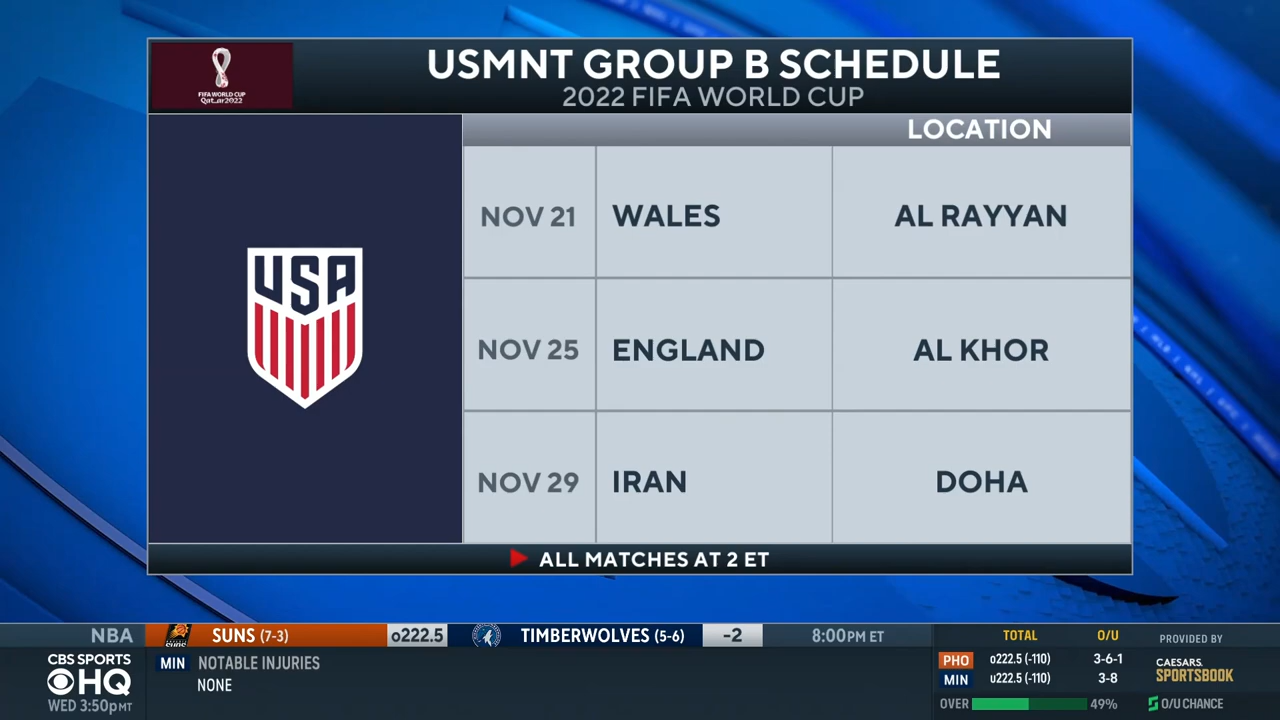 USMNT GROUP B SCHEDULE
2022 FIFA WORLD CUP
FIFA WORLD CUP
Qatar2022
LOCATION
USA
NOV 21 WALES AL RAYYAN
NOV 25 ENGLAND AL KHOR
NOV 29 IRAN DOHA
ALL MATCHES AT 2 ET
NBA SUNS (7-3) o222.5 TIMBERWOLVES (5-6) -2 8:00PM ET
CBS SPORTS
HQ
WED 3:50PMT
MIN NOTABLE INJURIES
NONE
TOTAL O/U
PHO o222.5 (-110) 3-6-1
MIN u222.5 (-110) 3-8
OVER 49% O/U CHANCE
PROVIDED BY
CAESARS
SPORTSBOOK